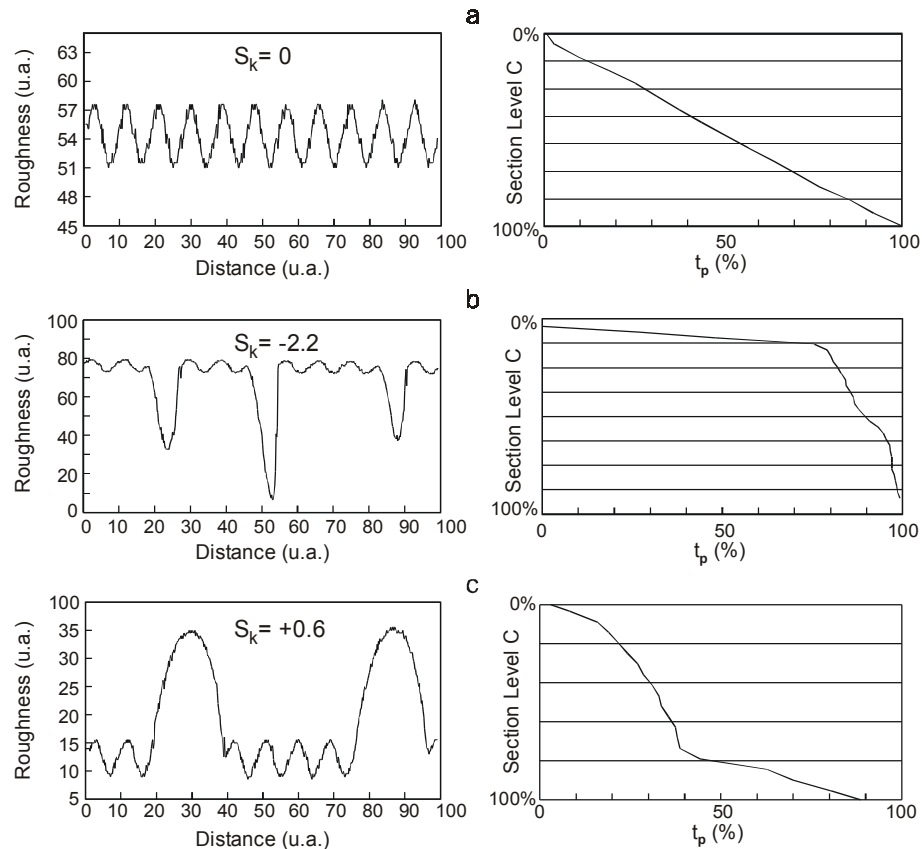 a
S_k = 0
Roughness (u.a.)
63
60
57
54
51
48
45
0 10 20 30 40 50 60 70 80 90 100
Distance (u.a.)
Section Level C
0%
100%
0 50 100
t_p (%)
b
S_k = -2.2
Roughness (u.a.)
100
80
60
40
20
0
0 10 20 30 40 50 60 70 80 90 100
Distance (u.a.)
Section Level C
0%
100%
0 50 100
t_p (%)
c
S_k = +0.6
Roughness (u.a.)
100
35
30
25
20
15
10
5
0 10 20 30 40 50 60 70 80 90 100
Distance (u.a.)
Section Level C
0%
100%
0 50 100
t_p (%)